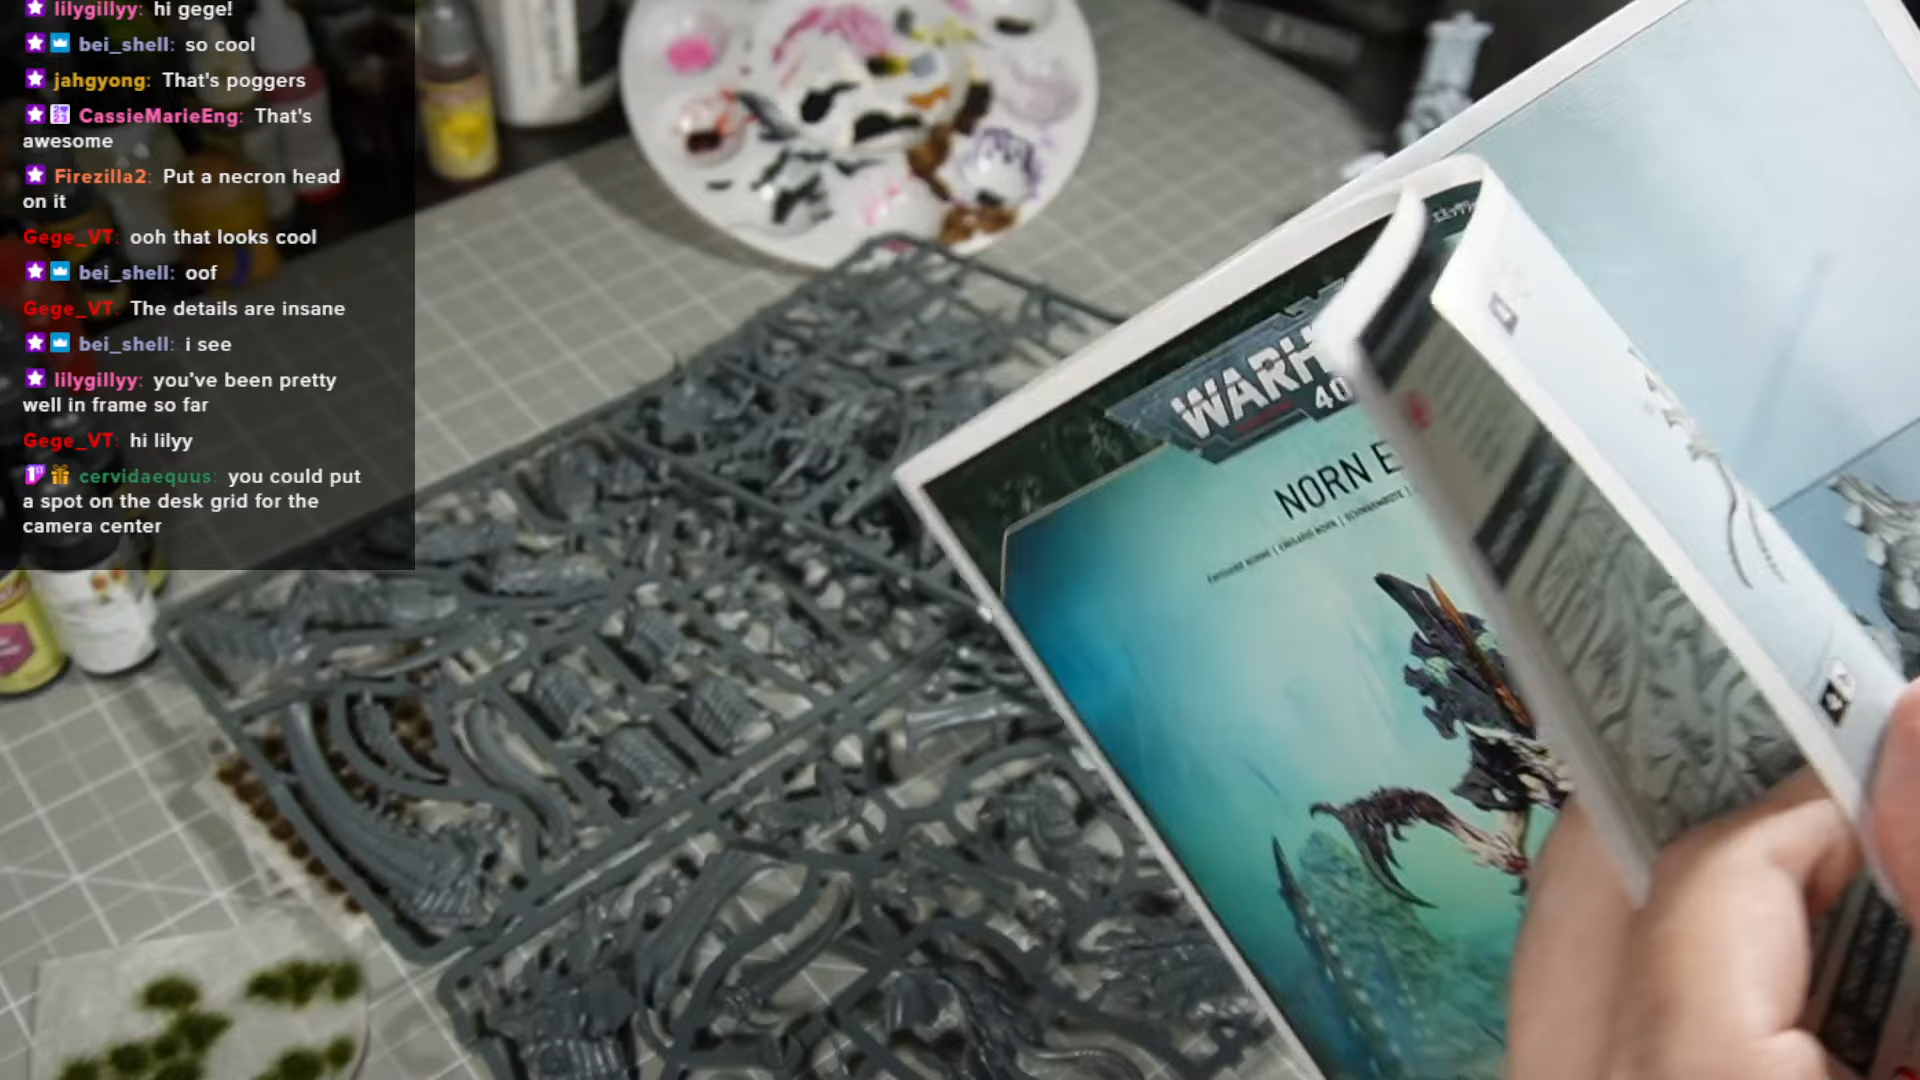 lilygillyy: hi gege!
bei_shell: so cool
jahgyong: That's poggers
CassieMarieEng: That's
awesome
Firezilla2: Put a necron head
on it
Gege_VT: ooh that looks cool
bei_shell: oof
Gege_VT: The details are insane
bei_shell: i see
lilygillyy: you've been pretty
well in frame so far
Gege_VT: hi lilyy
cervidaequus: you could put
a spot on the desk grid for the
camera center
WARH
40
NORN E